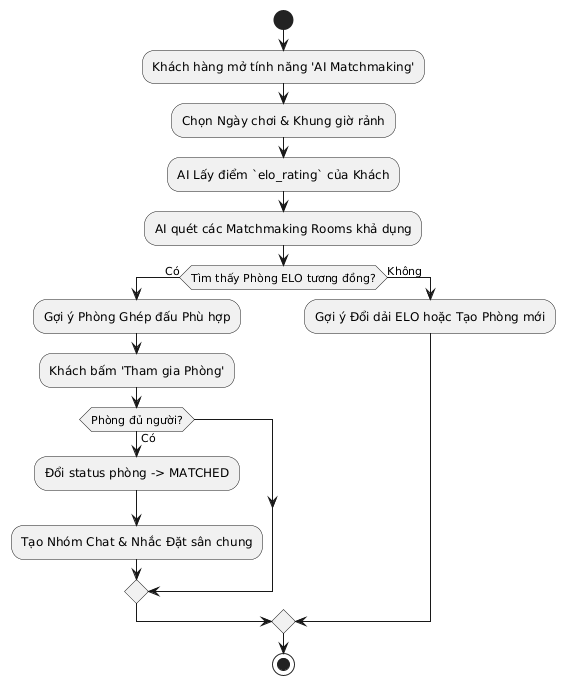 Khách hàng mở tính năng 'AI Matchmaking'
Chọn Ngày chơi & Khung giờ rảnh
AI Lấy điểm `elo_rating` của Khách
AI quét các Matchmaking Rooms khả dụng
Tìm thấy Phòng ELO tương đồng?
Có
Không
Gợi ý Phòng Ghép đấu Phù hợp
Gợi ý Đổi dải ELO hoặc Tạo Phòng mới
Khách bấm 'Tham gia Phòng'
Phòng đủ người?
Có
Đổi status phòng -> MATCHED
Tạo Nhóm Chat & Nhắc Đặt sân chung